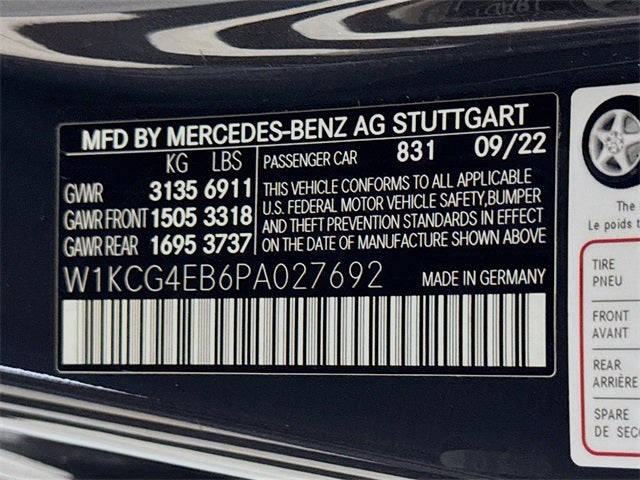 MFD BY MERCEDES-BENZ AG STUTTGART
KG LBS
PASSENGER CAR 831 09/22
GVWR 3135 6911
GAWR FRONT 1505 3318
GAWR REAR 1695 3737
THIS VEHICLE CONFORMS TO ALL APPLICABLE
U.S. FEDERAL MOTOR VEHICLE SAFETY,BUMPER
AND THEFT PREVENTION STANDARDS IN EFFECT
ON THE DATE OF MANUFACTURE SHOWN ABOVE
W1KCG4EB6PA027692
MADE IN GERMANY
The
Le poids
TIRE
PNEU
FRONT
AVANT
REAR
ARRIÈRE
SPARE
DE